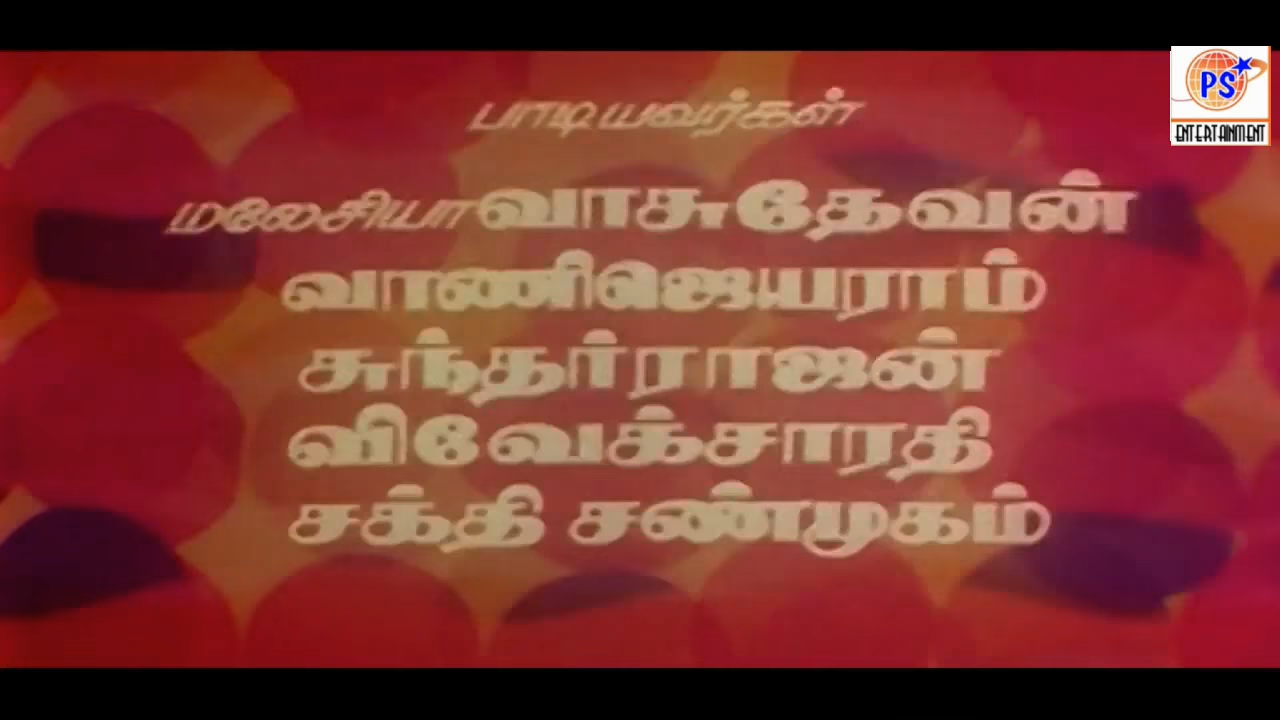 பாடியவர்கள்
மலேசியா வாசுதேவன்
வாணிஜெயராம்
சுந்தர்ராஜன்
விவேக்சாரதி
சக்தி சண்முகம்
PS
ENTERTAINMENT